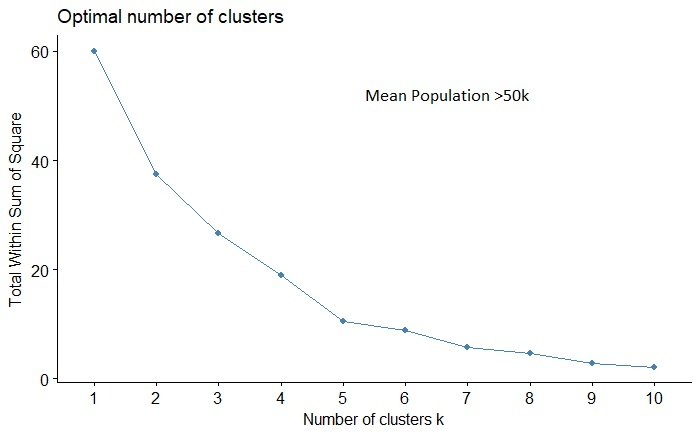 Optimal number of clusters
60
Mean Population >50k
40
Total Within Sum of Square
20
0
1 2 3 4 5 6 7 8 9 10
Number of clusters k